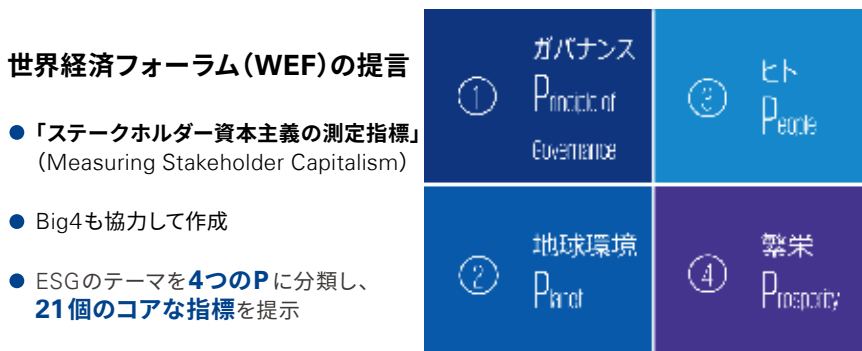 世界経済フォーラム（WEF）の提言
● 「ステークホルダー資本主義の測定指標」
（Measuring Stakeholder Capitalism）
● Big4も協力して作成
● ESGのテーマを4つのPに分類し、
21個のコアな指標を提示
① ガバナンス
Principle of
Governance
② 地球環境
Planet
③ ヒト
People
④ 繁栄
Prosperity